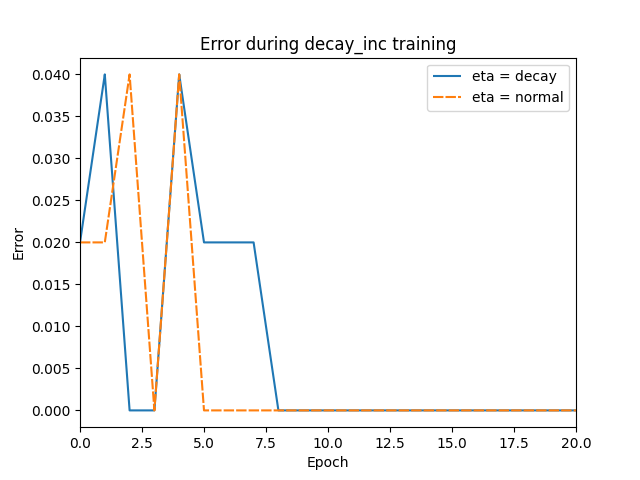 Error during decay_inc training
eta = decay
eta = normal
0.040
0.035
0.030
0.025
0.020
0.015
0.010
0.005
0.000
Error
0.0 2.5 5.0 7.5 10.0 12.5 15.0 17.5 20.0
Epoch